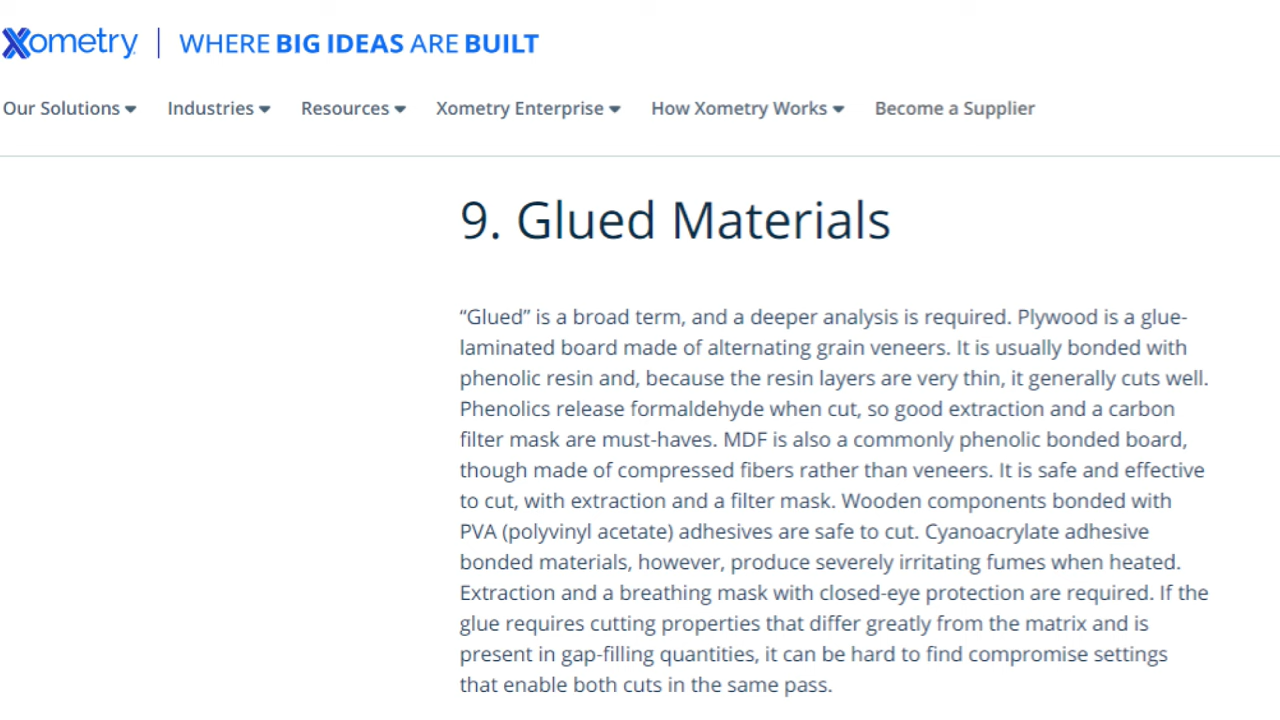 Xometry | WHERE BIG IDEAS ARE BUILT
Our Solutions Industries Resources Xometry Enterprise How Xometry Works Become a Supplier
9. Glued Materials
“Glued” is a broad term, and a deeper analysis is required. Plywood is a glue-
laminated board made of alternating grain veneers. It is usually bonded with
phenolic resin and, because the resin layers are very thin, it generally cuts well.
Phenolics release formaldehyde when cut, so good extraction and a carbon
filter mask are must-haves. MDF is also a commonly phenolic bonded board,
though made of compressed fibers rather than veneers. It is safe and effective
to cut, with extraction and a filter mask. Wooden components bonded with
PVA (polyvinyl acetate) adhesives are safe to cut. Cyanoacrylate adhesive
bonded materials, however, produce severely irritating fumes when heated.
Extraction and a breathing mask with closed-eye protection are required. If the
glue requires cutting properties that differ greatly from the matrix and is
present in gap-filling quantities, it can be hard to find compromise settings
that enable both cuts in the same pass.